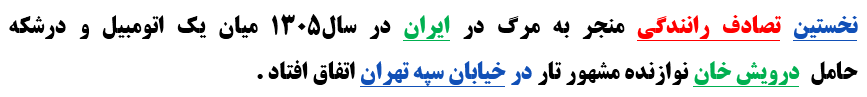 نخستین تصادف رانندگی منجر به مرگ در ایران در سال۱۳۰۵ میان یک اتومبیل و درشکه
حامل درویش خان نوازنده مشهور تار در خیابان سپه تهران اتفاق افتاد .